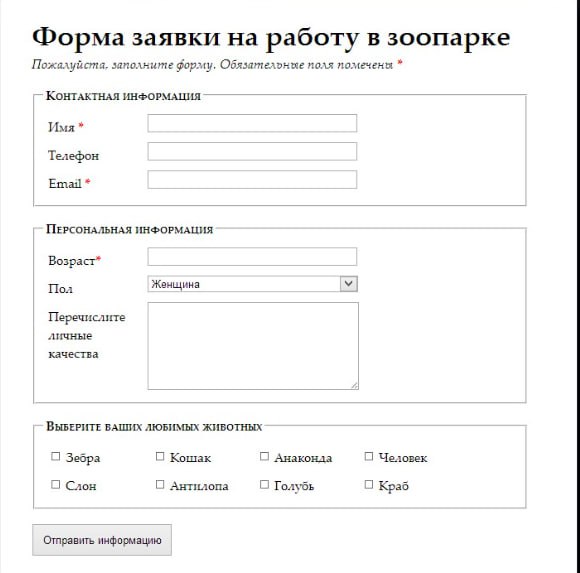 Форма заявки на работу в зоопарке
Пожалуйста, заполните форму. Обязательные поля помечены *
Контактная информация
Имя *
Телефон
Email *
Персональная информация
Возраст*
Пол Женщина
Перечислите
личные
качества
Выберите ваших любимых животных
Зебра Кошак Анаконда Человек
Слон Антилопа Голубь Краб
Отправить информацию